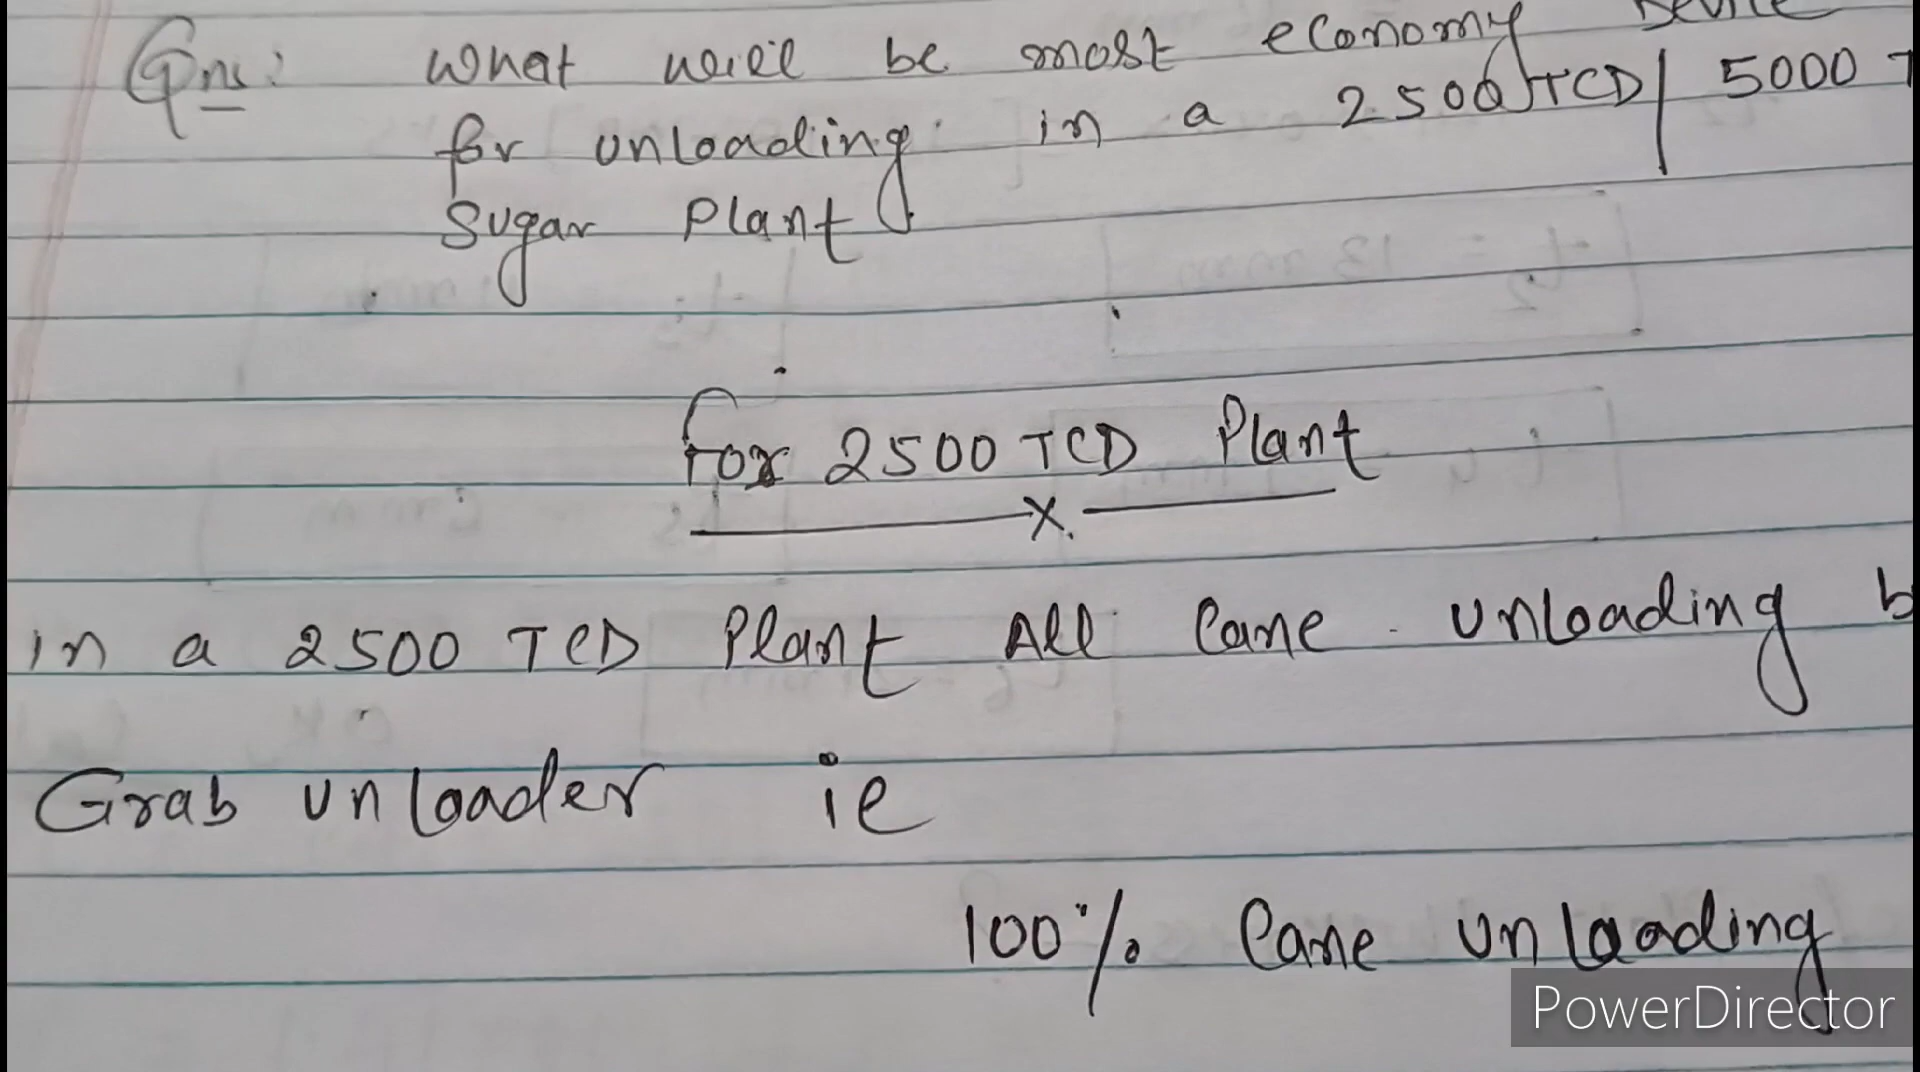 Qns: What will be most economy Device
for unloading in a 2500 TCD | 5000 T
Sugar Plant
For 2500 TCD Plant
x
in a 2500 TCD Plant All Cane unloading b
Grab unloader ie
100% Cane unloading
PowerDirector